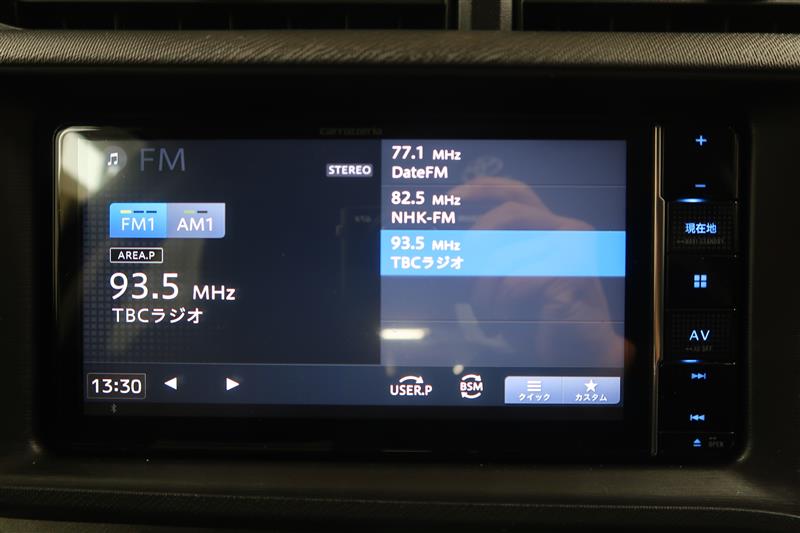 carrozzeria
FM
STEREO
FM1
AM1
AREA.P
93.5 MHz
TBCラジオ
77.1 MHz
DateFM
82.5 MHz
NHK-FM
93.5 MHz
TBCラジオ
13:30
USER.P
BSM
クイック
カスタム
+
−
現在地
AV
OPEN